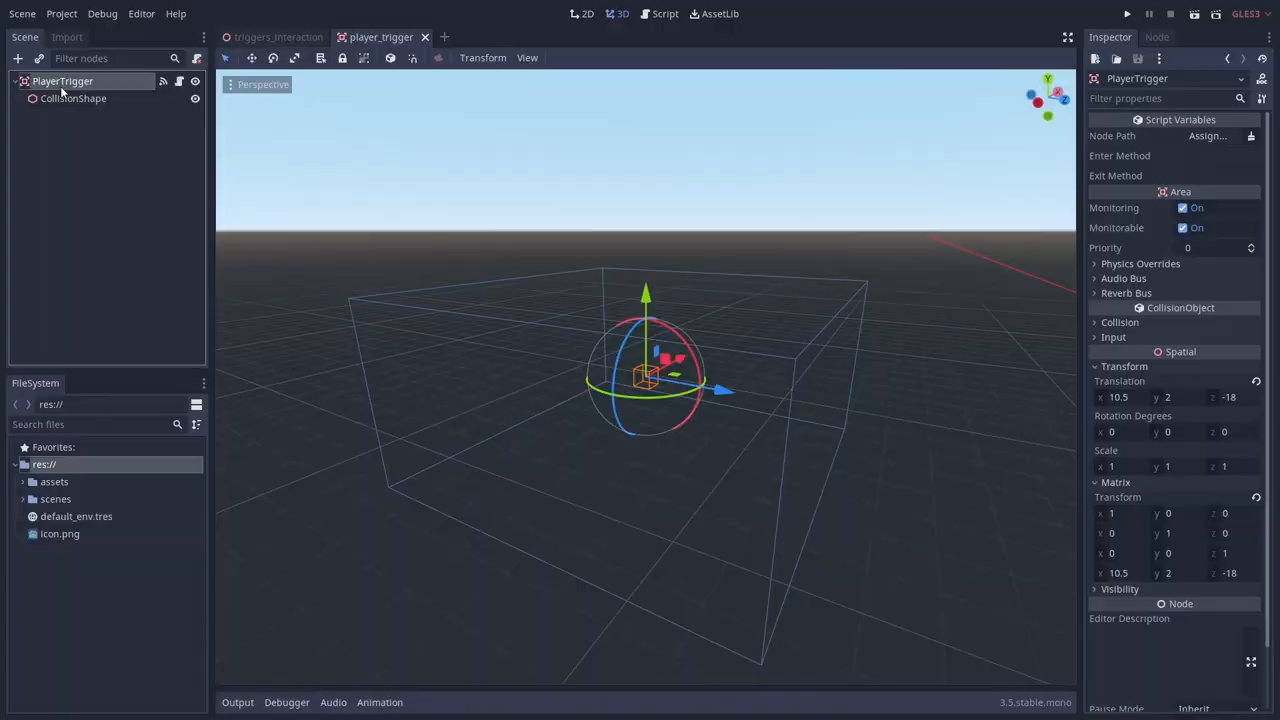 Scene Project Debug Editor Help 2D 3D Script AssetLib GLES3
Scene Import
Filter nodes
PlayerTrigger
CollisionShape
FileSystem
res://
Search files
Favorites:
res://
assets
scenes
default_env.tres
icon.png
triggers_interaction player_trigger
Transform View
Perspective
Y
Z
Output Debugger Audio Animation 3.5.stable.mono
Inspector Node
PlayerTrigger
Filter properties
Script Variables
Node Path Assign...
Enter Method
Exit Method
Area
Monitoring On
Monitorable On
Priority 0
Physics Overrides
Audio Bus
Reverb Bus
CollisionObject
Collision
Input
Spatial
Transform
Translation
x 10.5 y 2 z -18
Rotation Degrees
x 0 y 0 z 0
Scale
x 1 y 1 z 1
Matrix
Transform
x 1 y 0 z 0
x 0 y 1 z 0
x 0 y 0 z 1
x 10.5 y 2 z -18
Visibility
Node
Editor Description
Pause Mode Inherit